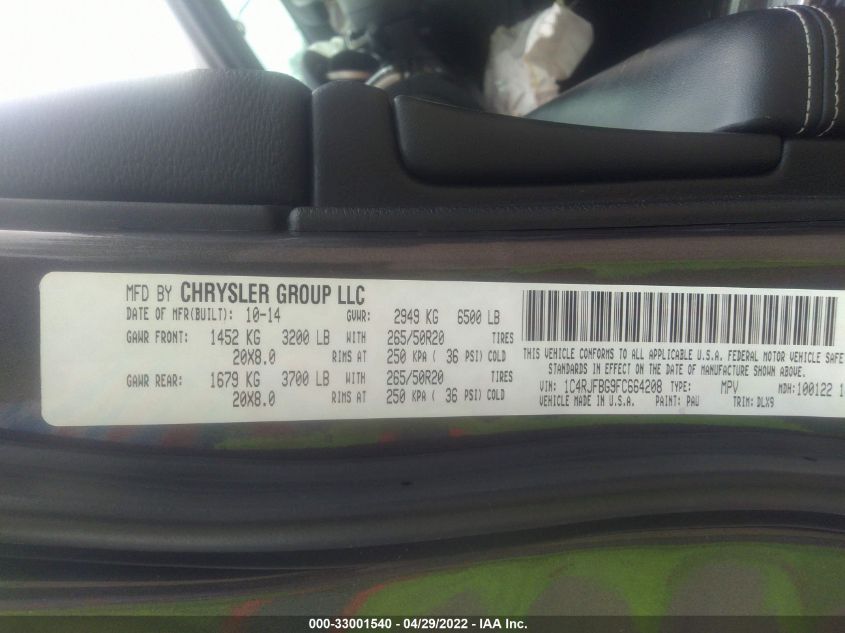 MFD BY CHRYSLER GROUP LLC
DATE OF MFR(BUILT): 10-14 GVWR: 2949 KG 6500 LB
GAWR FRONT: 1452 KG 3200 LB WITH 265/50R20 TIRES
20X8.0 RIMS AT 250 KPA ( 36 PSI) COLD
GAWR REAR: 1679 KG 3700 LB WITH 265/50R20 TIRES
20X8.0 RIMS AT 250 KPA ( 36 PSI) COLD
THIS VEHICLE CONFORMS TO ALL APPLICABLE U.S.A. FEDERAL MOTOR VEHICLE SAFE
STANDARDS IN EFFECT ON THE DATE OF MANUFACTURE SHOWN ABOVE.
VIN: 1C4RJFBG9FC664208 TYPE: MPV MDH: 100122 1
VEHICLE MADE IN U.S.A. PAINT: PAU TRIM: DLX9
000-33001540 - 04/29/2022 - IAA Inc.